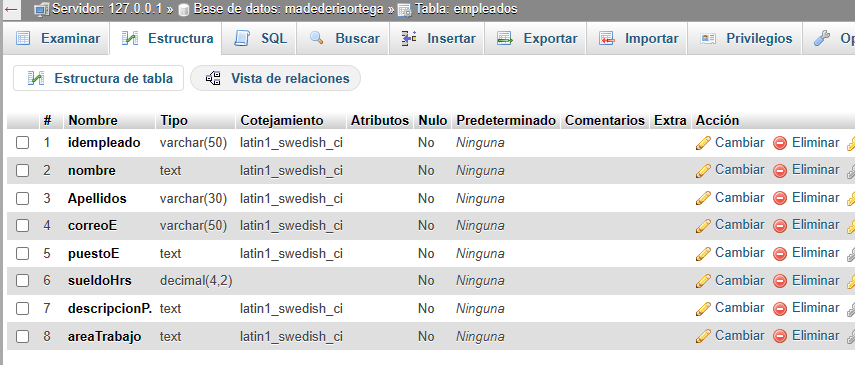 ← Servidor: 127.0.0.1 » Base de datos: madederiaortega » Tabla: empleados
Examinar Estructura SQL Buscar Insertar Exportar Importar Privilegios Op
Estructura de tabla Vista de relaciones
# Nombre Tipo Cotejamiento Atributos Nulo Predeterminado Comentarios Extra Acción
1 idempleado varchar(50) latin1_swedish_ci No Ninguna Cambiar Eliminar
2 nombre text latin1_swedish_ci No Ninguna Cambiar Eliminar
3 Apellidos varchar(30) latin1_swedish_ci No Ninguna Cambiar Eliminar
4 correoE varchar(50) latin1_swedish_ci No Ninguna Cambiar Eliminar
5 puestoE text latin1_swedish_ci No Ninguna Cambiar Eliminar
6 sueldoHrs decimal(4,2) No Ninguna Cambiar Eliminar
7 descripcionP. text latin1_swedish_ci No Ninguna Cambiar Eliminar
8 areaTrabajo text latin1_swedish_ci No Ninguna Cambiar Eliminar